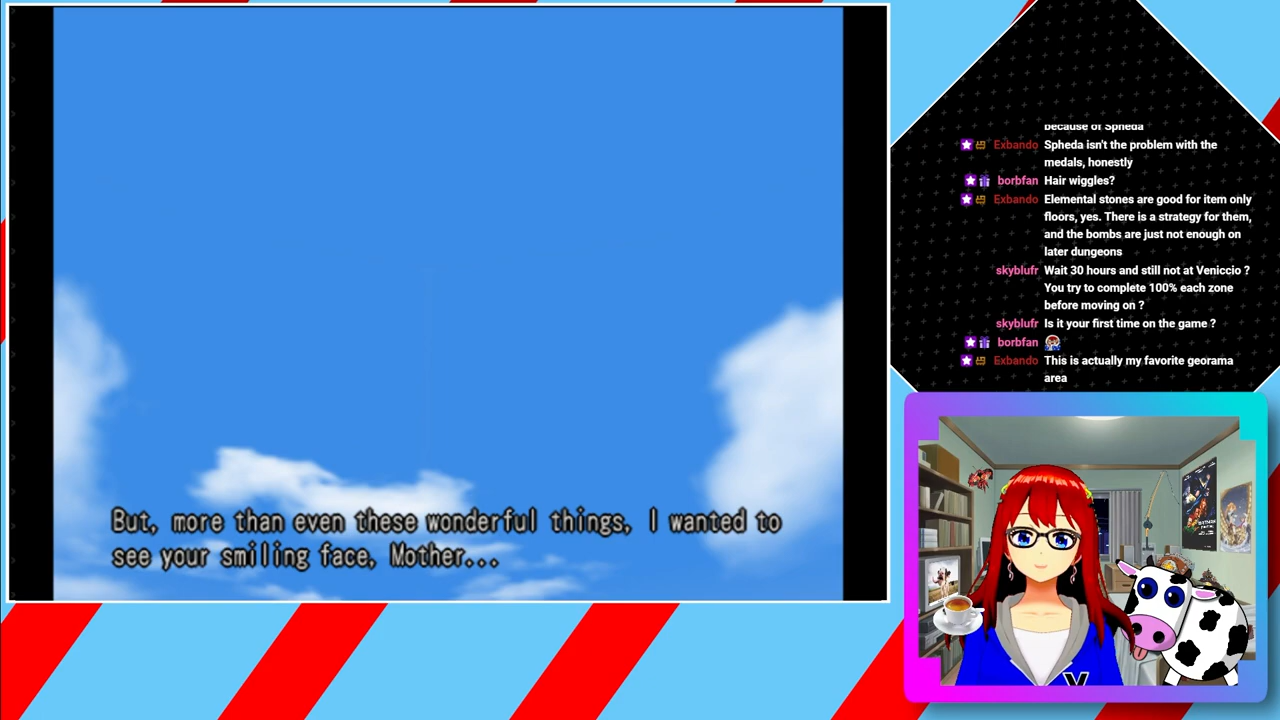 But, more than even these wonderful things, I wanted to
see your smiling face, Mother...
because of Spheda
Exbando Spheda isn't the problem with the
medals, honestly
borbfan Hair wiggles?
Exbando Elemental stones are good for item only
floors, yes. There is a strategy for them,
and the bombs are just not enough on
later dungeons
skyblufr Wait 30 hours and still not at Veniccio ?
You try to complete 100% each zone
before moving on ?
skyblufr Is it your first time on the game ?
borbfan
Exbando This is actually my favorite georama
area